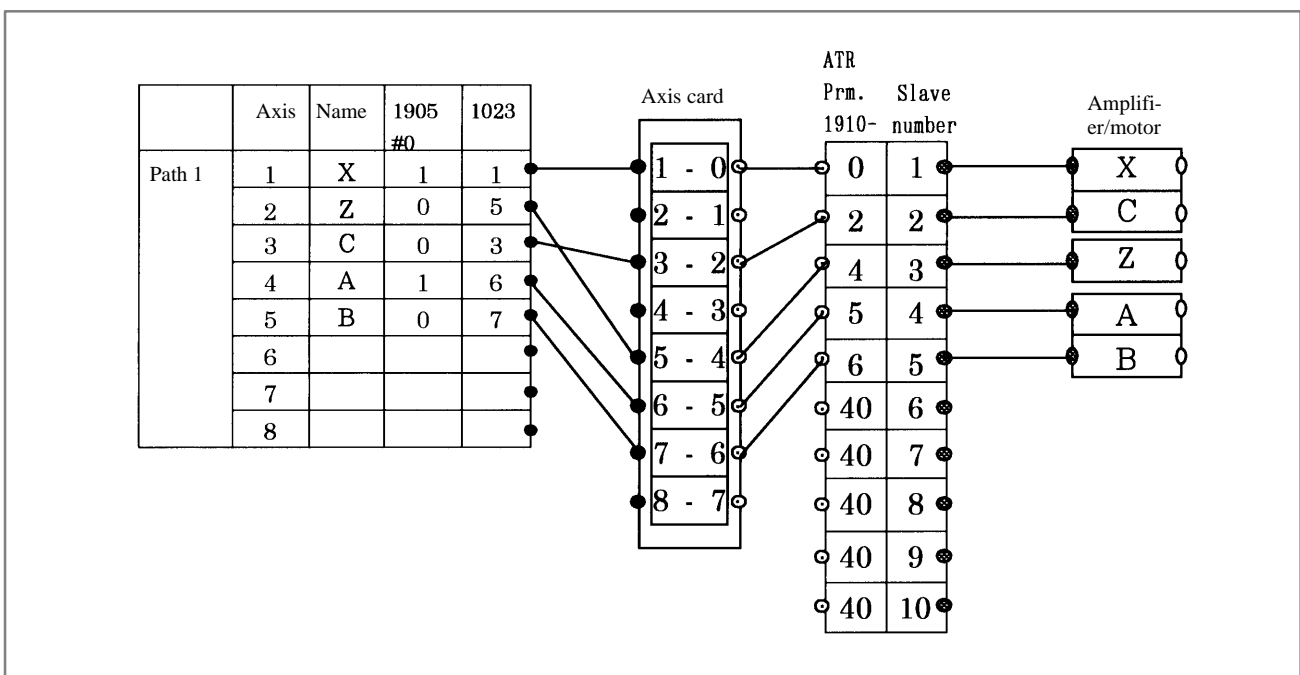 Axis Name 1905 #0 1023
Path 1 1 X 1 1
2 Z 0 5
3 C 0 3
4 A 1 6
5 B 0 7
6
7
8
Axis card
1 - 0
2 - 1
3 - 2
4 - 3
5 - 4
6 - 5
7 - 6
8 - 7
ATR
Prm. Slave
1910- number
0 1
2 2
4 3
5 4
6 5
40 6
40 7
40 8
40 9
40 10
Amplifi-
er/motor
X
C
Z
A
B